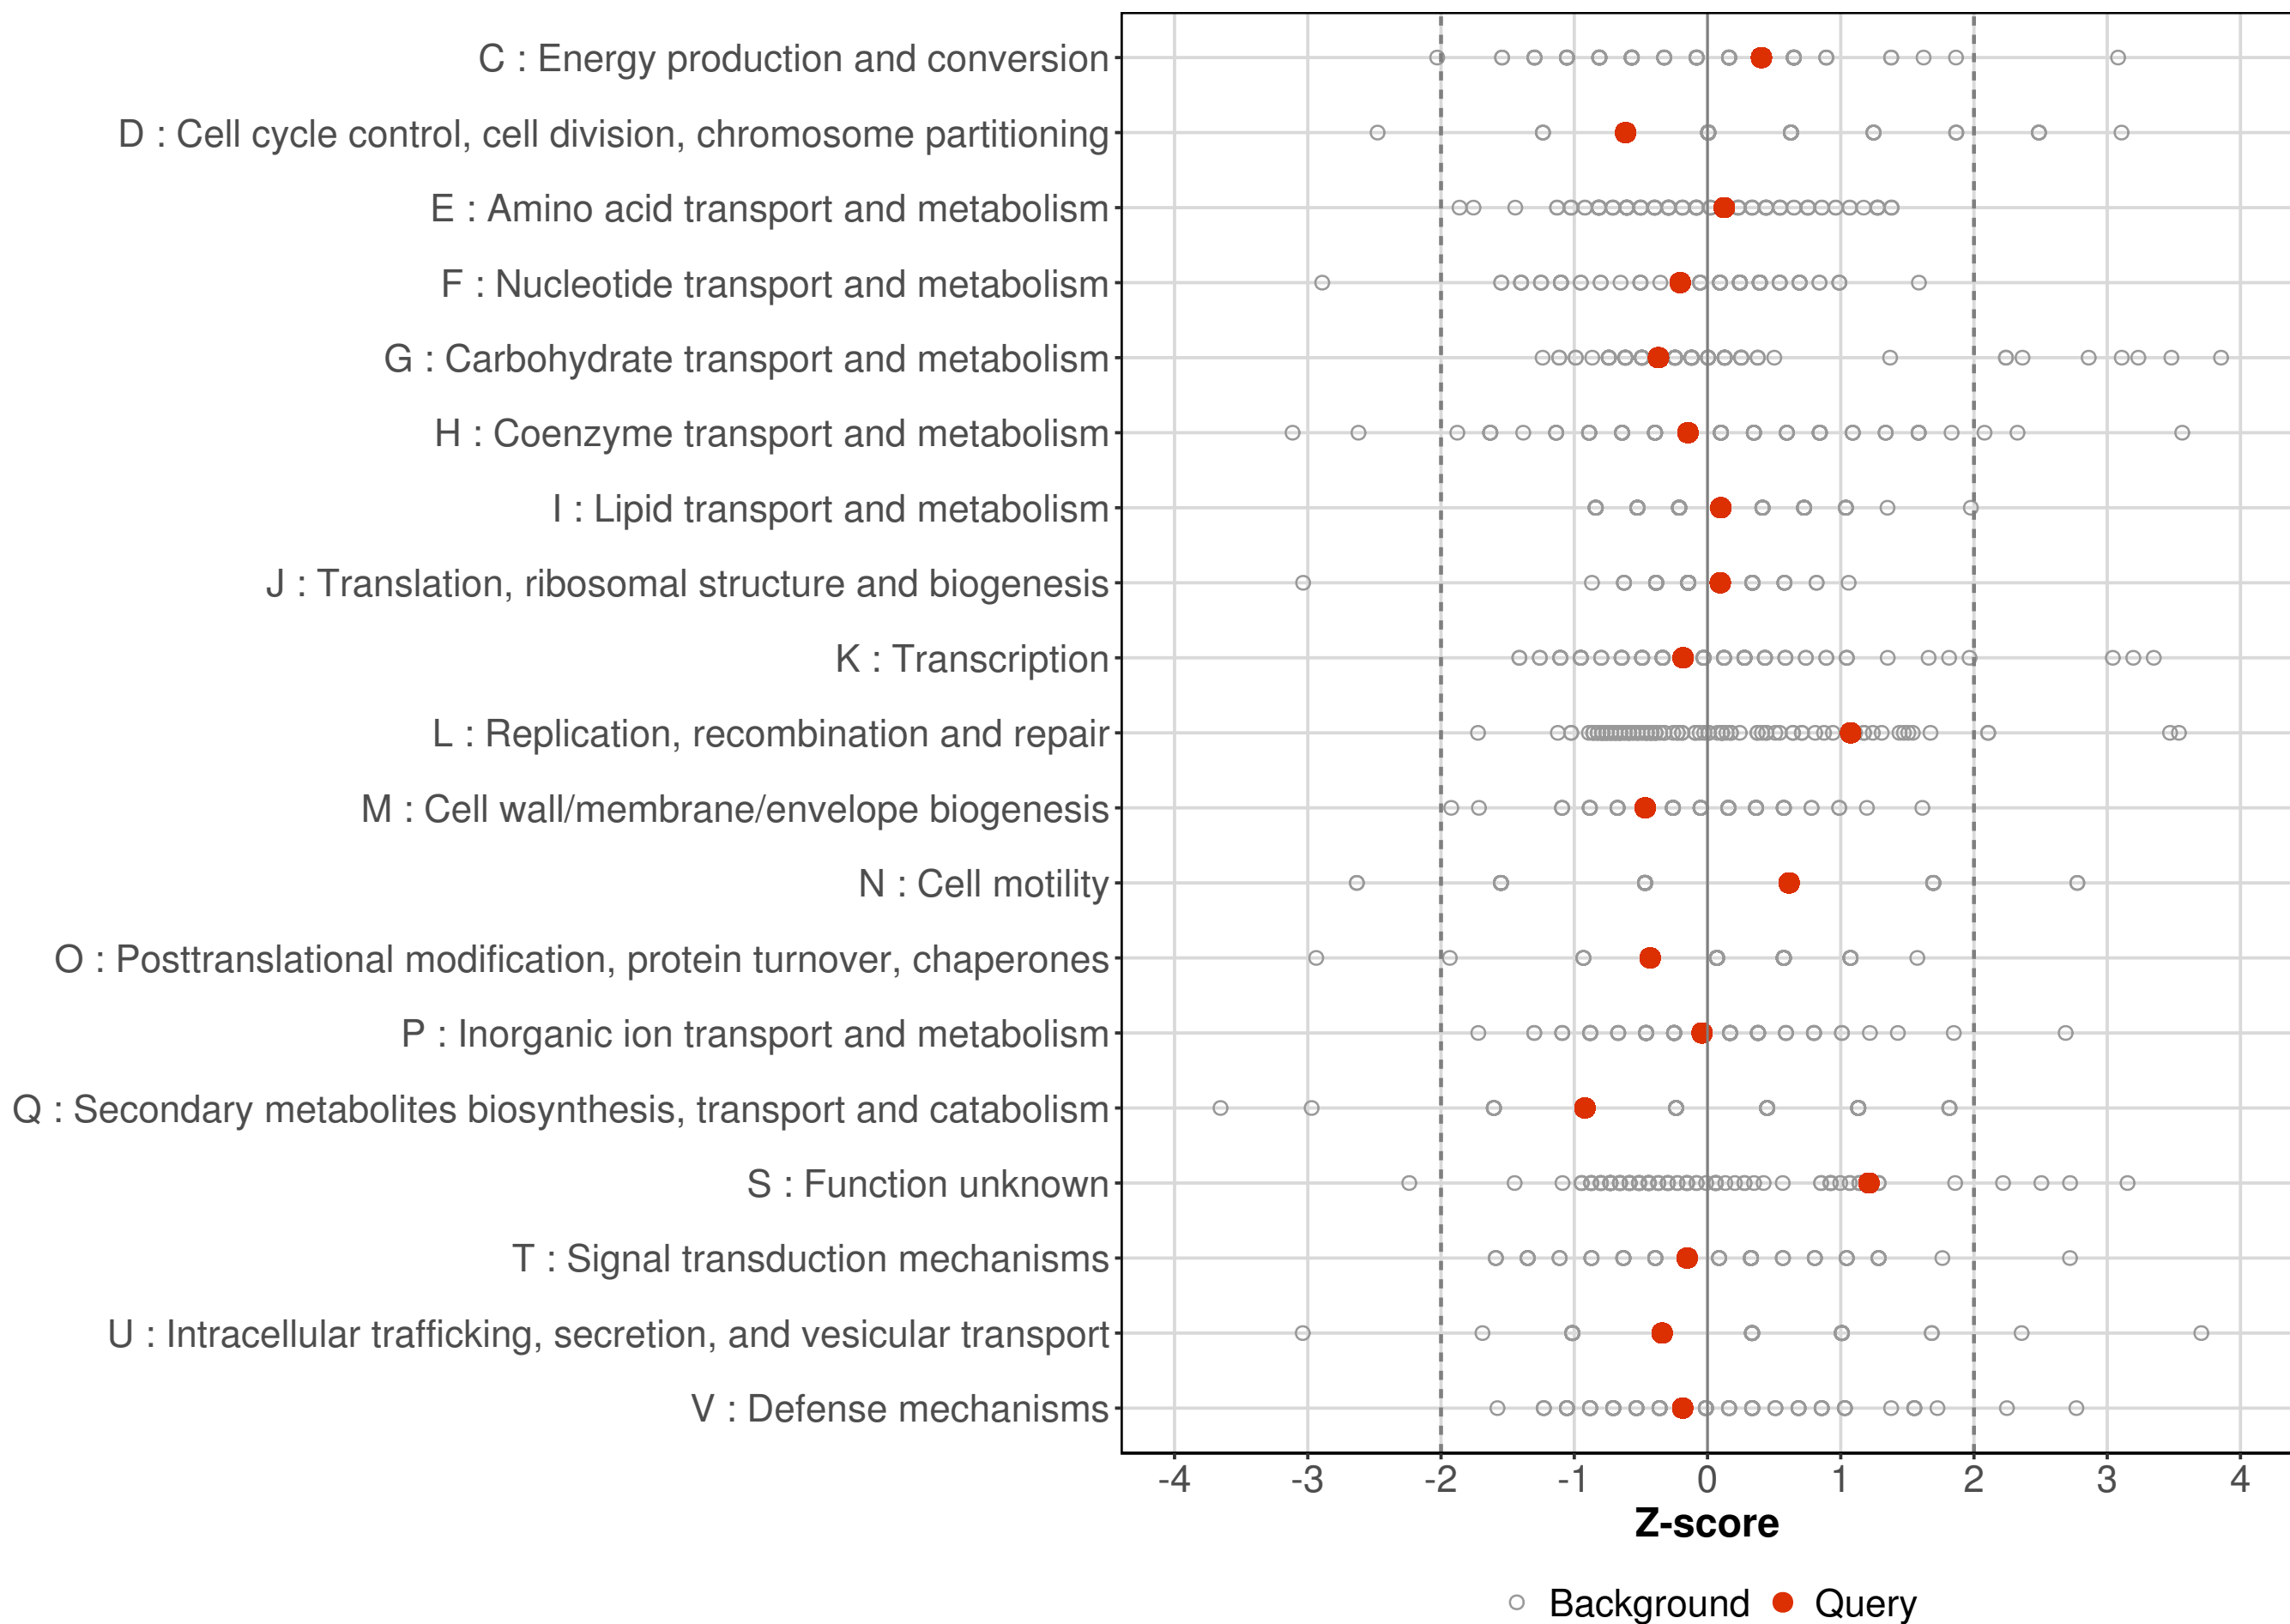 C : Energy production and conversion
D : Cell cycle control, cell division, chromosome partitioning
E : Amino acid transport and metabolism
F : Nucleotide transport and metabolism
G : Carbohydrate transport and metabolism
H : Coenzyme transport and metabolism
I : Lipid transport and metabolism
J : Translation, ribosomal structure and biogenesis
K : Transcription
L : Replication, recombination and repair
M : Cell wall/membrane/envelope biogenesis
N : Cell motility
O : Posttranslational modification, protein turnover, chaperones
P : Inorganic ion transport and metabolism
Q : Secondary metabolites biosynthesis, transport and catabolism
S : Function unknown
T : Signal transduction mechanisms
U : Intracellular trafficking, secretion, and vesicular transport
V : Defense mechanisms
-4 -3 -2 -1 0 1 2 3 4
Z-score
Background Query